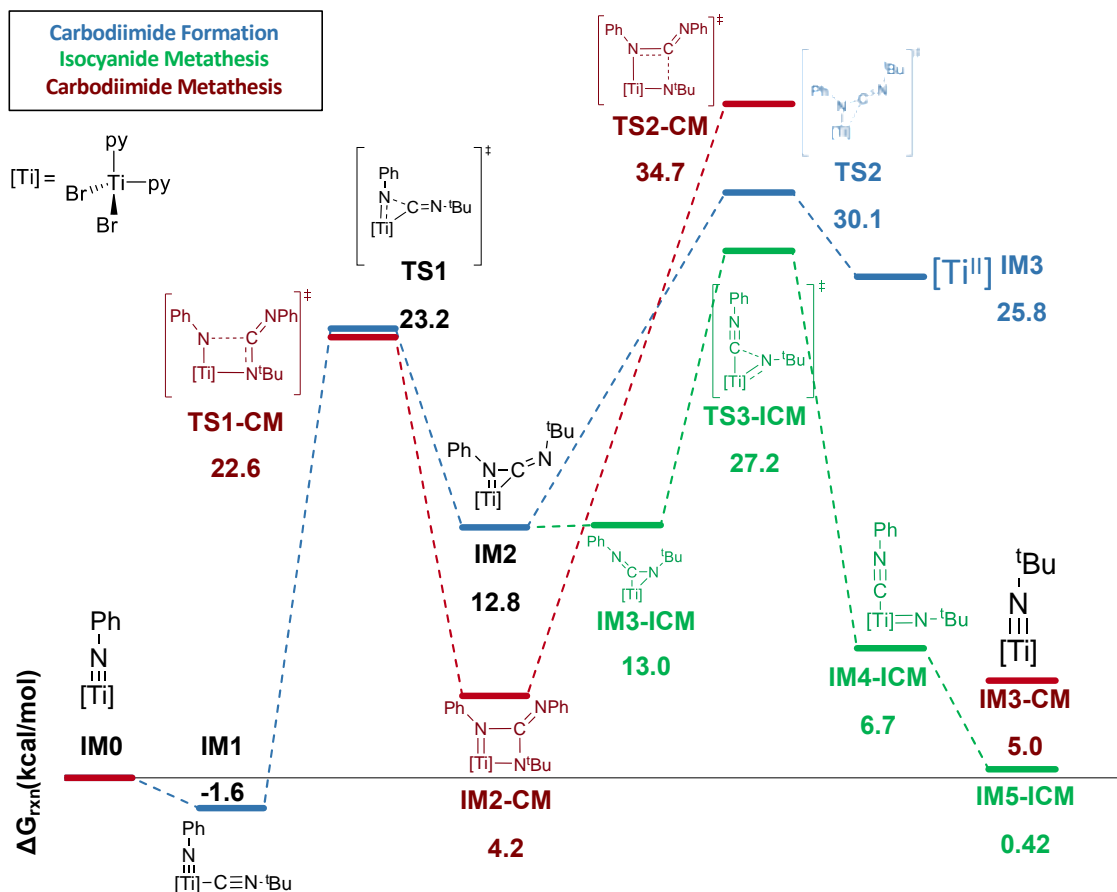 Carbodiimide Formation
Isocyanide Metathesis
Carbodiimide Metathesis
[Ti] =
py
Ti
py
Br
Br
Ph
N
[Ti]
IM0
IM1
-1.6
Ph
N
[Ti]-C≡N-ᵗBu
Ph
NPh
N
C
[Ti]
NᵗBu
‡
TS1-CM
22.6
Ph
N
C=N-ᵗBu
[Ti]
‡
TS1
23.2
ᵗBu
Ph
N
C
N
[Ti]
IM2
12.8
Ph
NPh
N
C
[Ti]
NᵗBu
IM2-CM
4.2
Ph
NPh
N
C
[Ti]
NᵗBu
‡
TS2-CM
34.7
Ph
N
C
N
ᵗBu
[Ti]
TS2
30.1
[Tiᴵᴵ] IM3
25.8
Ph
N
C
N
ᵗBu
[Ti]
IM3-ICM
13.0
Ph
N
C
N-ᵗBu
[Ti]
‡
TS3-ICM
27.2
Ph
N
C
[Ti]=N-ᵗBu
IM4-ICM
6.7
ᵗBu
N
[Ti]
IM3-CM
5.0
IM5-ICM
0.42
ΔGrxn(kcal/mol)